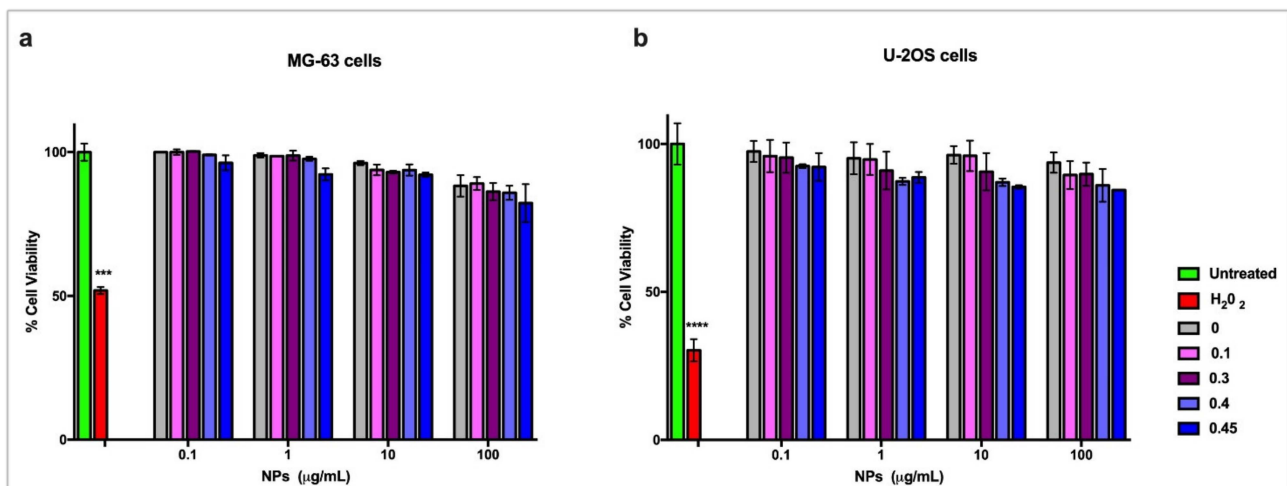 a
MG-63 cells
% Cell Viability
100
50
0
***
0.1
1
10
100
NPs (μg/mL)
b
U-2OS cells
% Cell Viability
100
50
0
****
0.1
1
10
100
NPs (μg/mL)
Untreated
H₂0 ₂
0
0.1
0.3
0.4
0.45